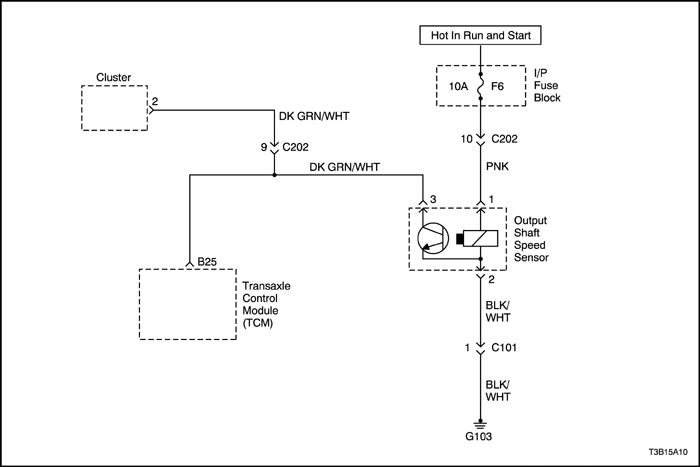 Hot In Run and Start
Cluster
2
DK GRN/WHT
9 C202
DK GRN/WHT
10A F6
I/P
Fuse
Block
10 C202
PNK
3
1
Output
Shaft
Speed
Sensor
2
B25
Transaxle
Control
Module
(TCM)
BLK/
WHT
1 C101
BLK/
WHT
G103
T3B15A10